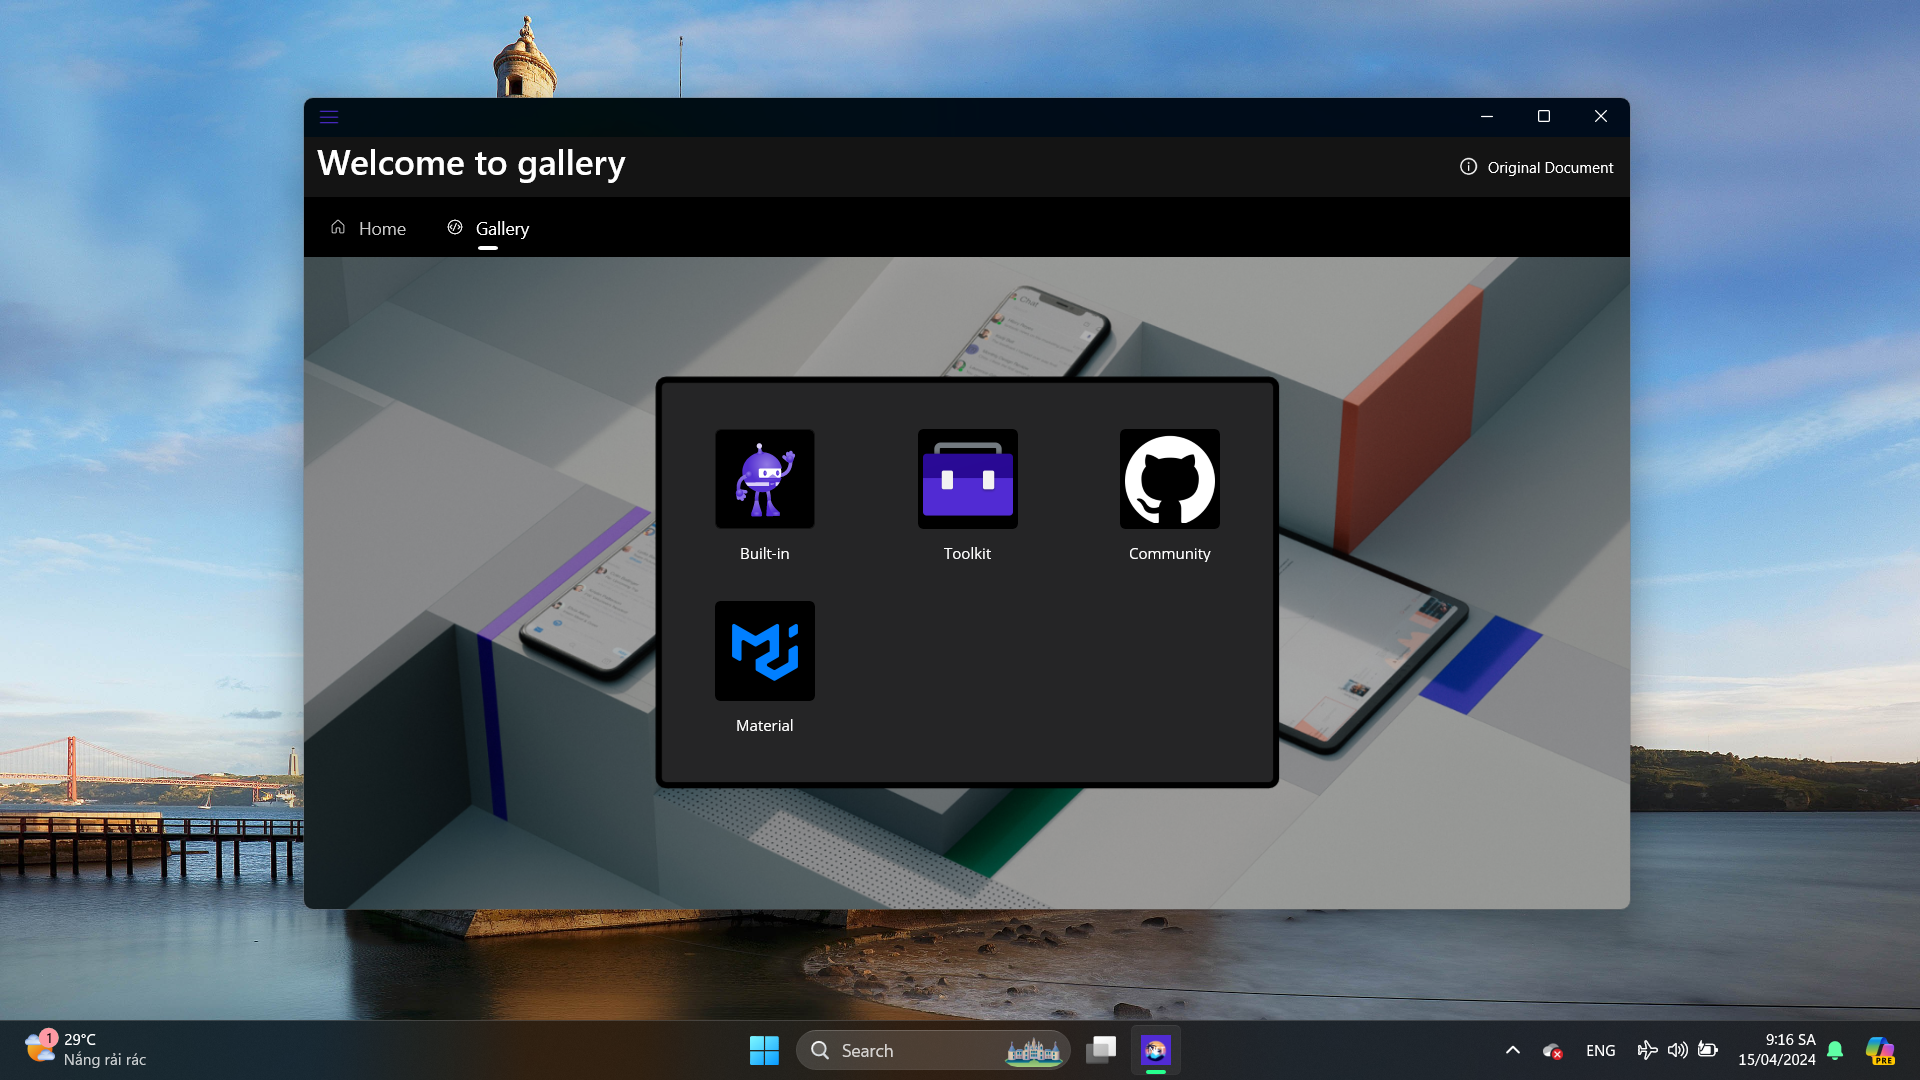 Welcome to gallery
Original Document
Home
Gallery
Chat
Built-in
Toolkit
Community
Material
1
29°C
Nắng rải rác
Search
ENG
9:16 SA
15/04/2024
PRE